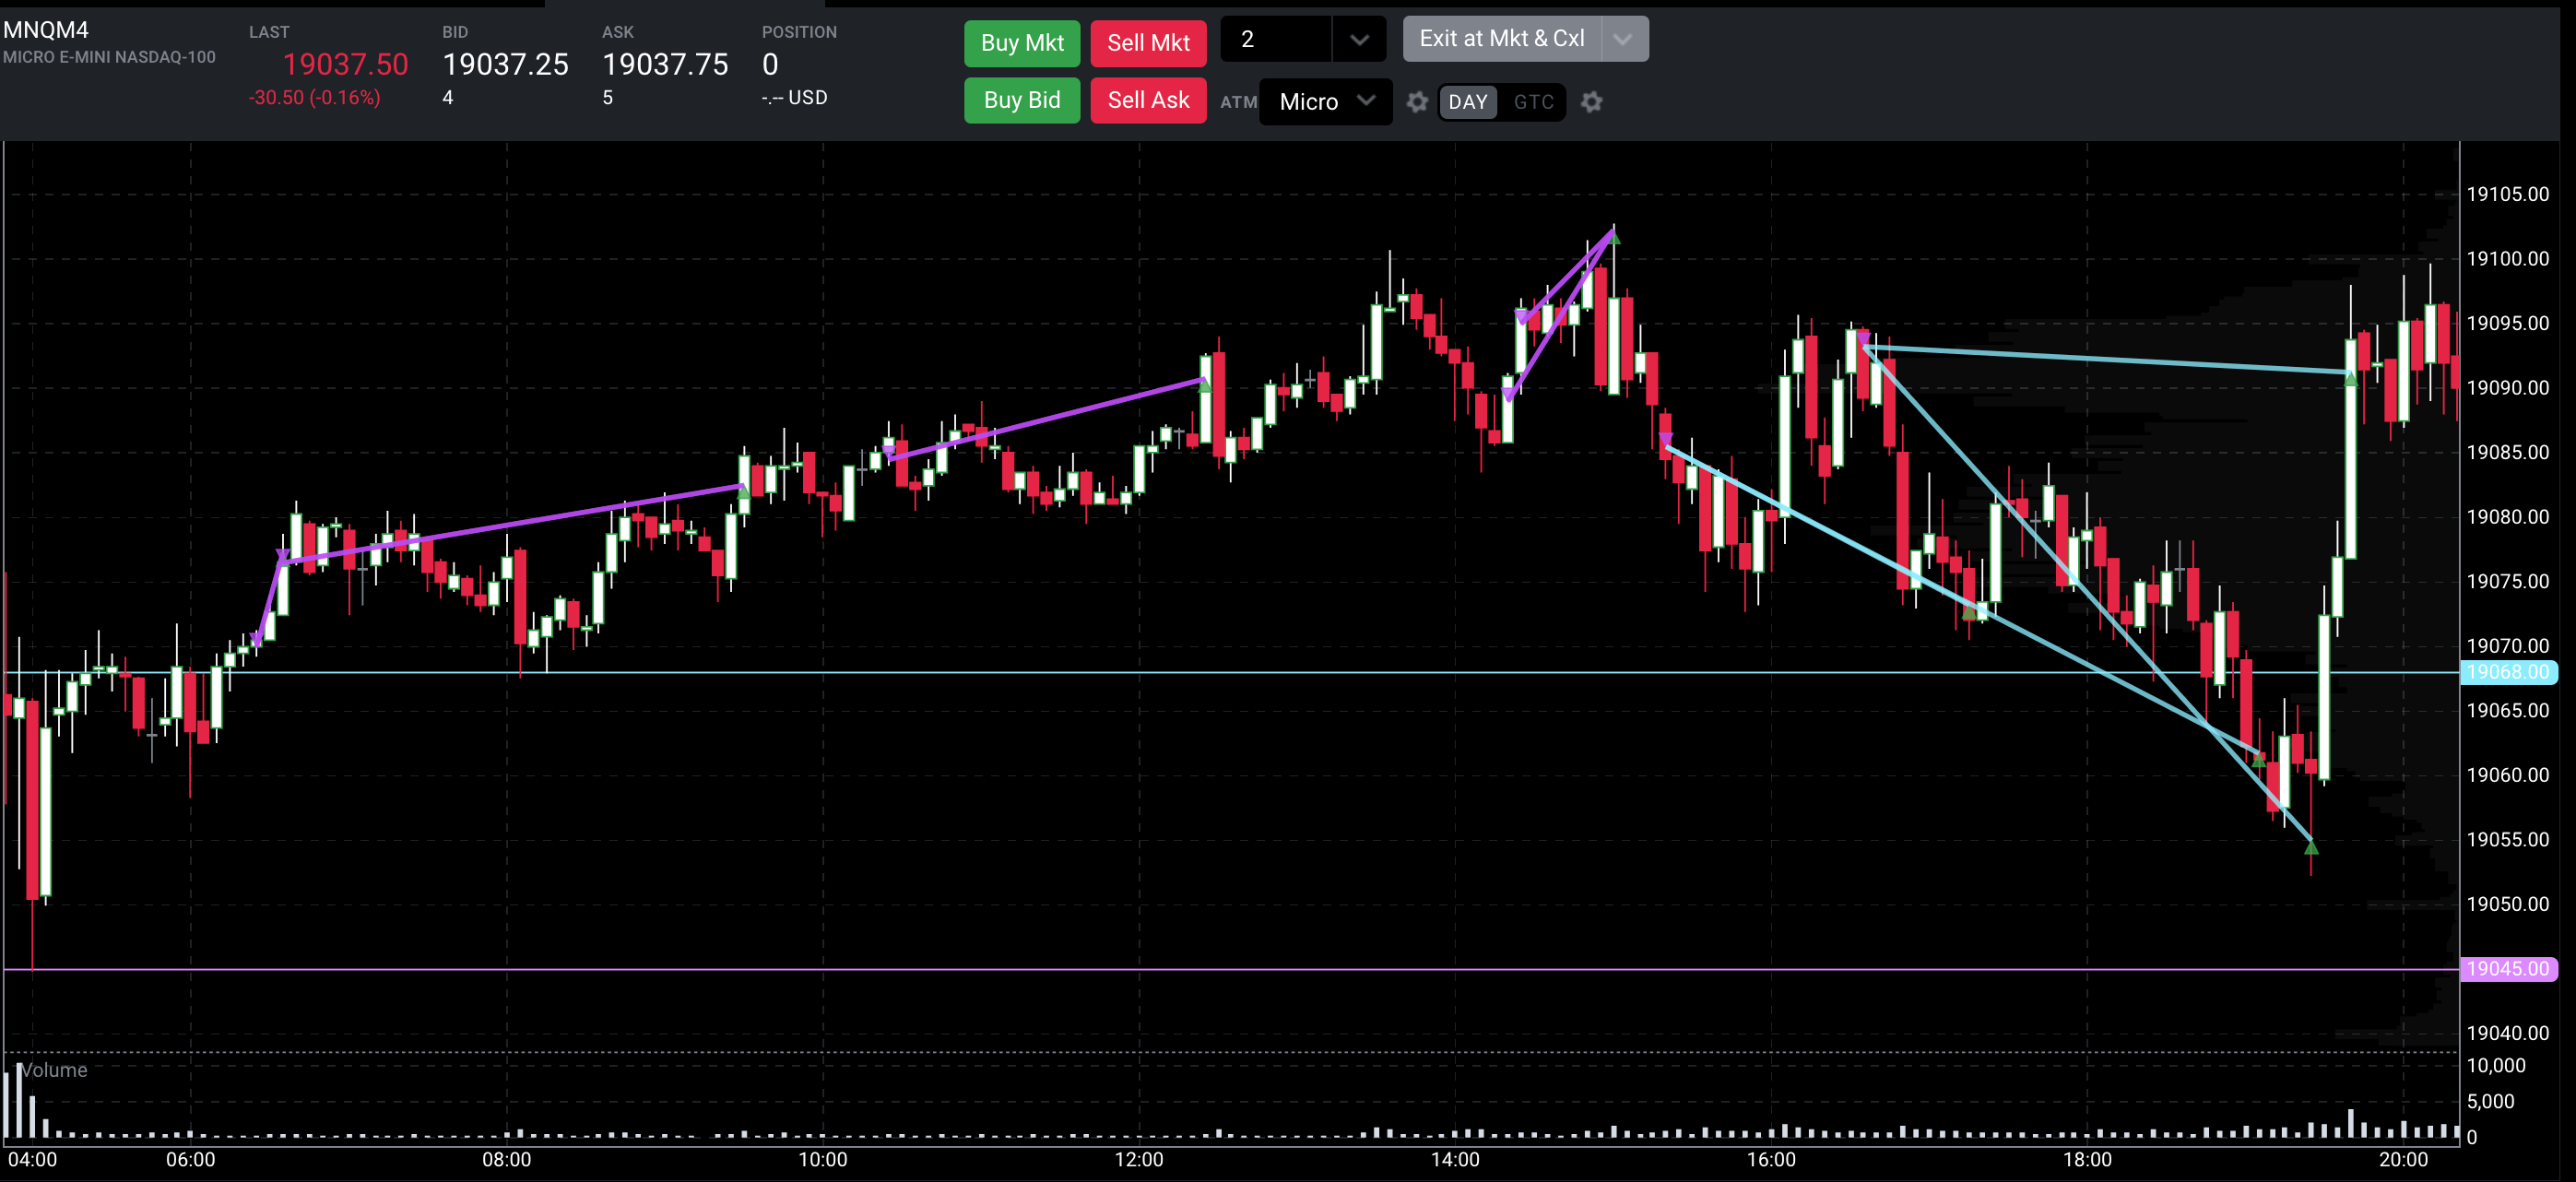 MNQM4
MICRO E-MINI NASDAQ-100
LAST
19037.50
-30.50 (-0.16%)
BID
19037.25
4
ASK
19037.75
5
POSITION
0
-.-- USD
Buy Mkt
Sell Mkt
2
Exit at Mkt & Cxl
Buy Bid
Sell Ask
ATM
Micro
DAY
GTC
19105.00
19100.00
19095.00
19090.00
19085.00
19080.00
19075.00
19070.00
19068.00
19065.00
19060.00
19055.00
19050.00
19045.00
19040.00
Volume
10,000
5,000
0
04:00 06:00 08:00 10:00 12:00 14:00 16:00 18:00 20:00